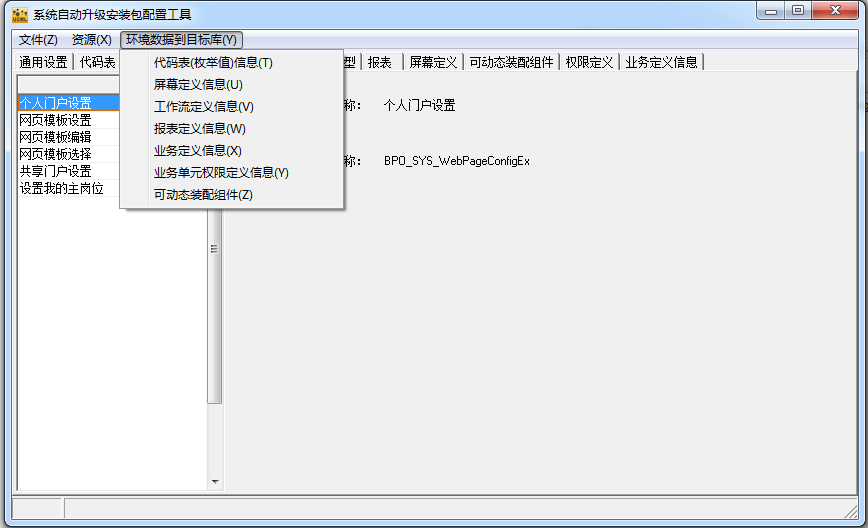 系统自动升级安装包配置工具
文件(Z) 资源(X) 环境数据到目标库(Y)
通用设置 代码表 型 报表 屏幕定义 可动态装配组件 权限定义 业务定义信息
代码表(枚举值)信息(T)
屏幕定义信息(U)
工作流定义信息(V)
报表定义信息(W)
业务定义信息(X)
业务单元权限定义信息(Y)
可动态装配组件(Z)
个人门户设置
网页模板设置
网页模板编辑
网页模板选择
共享门户设置
设置我的主岗位
称: 个人门户设置
称: BPO_SYS_WebPageConfigEx